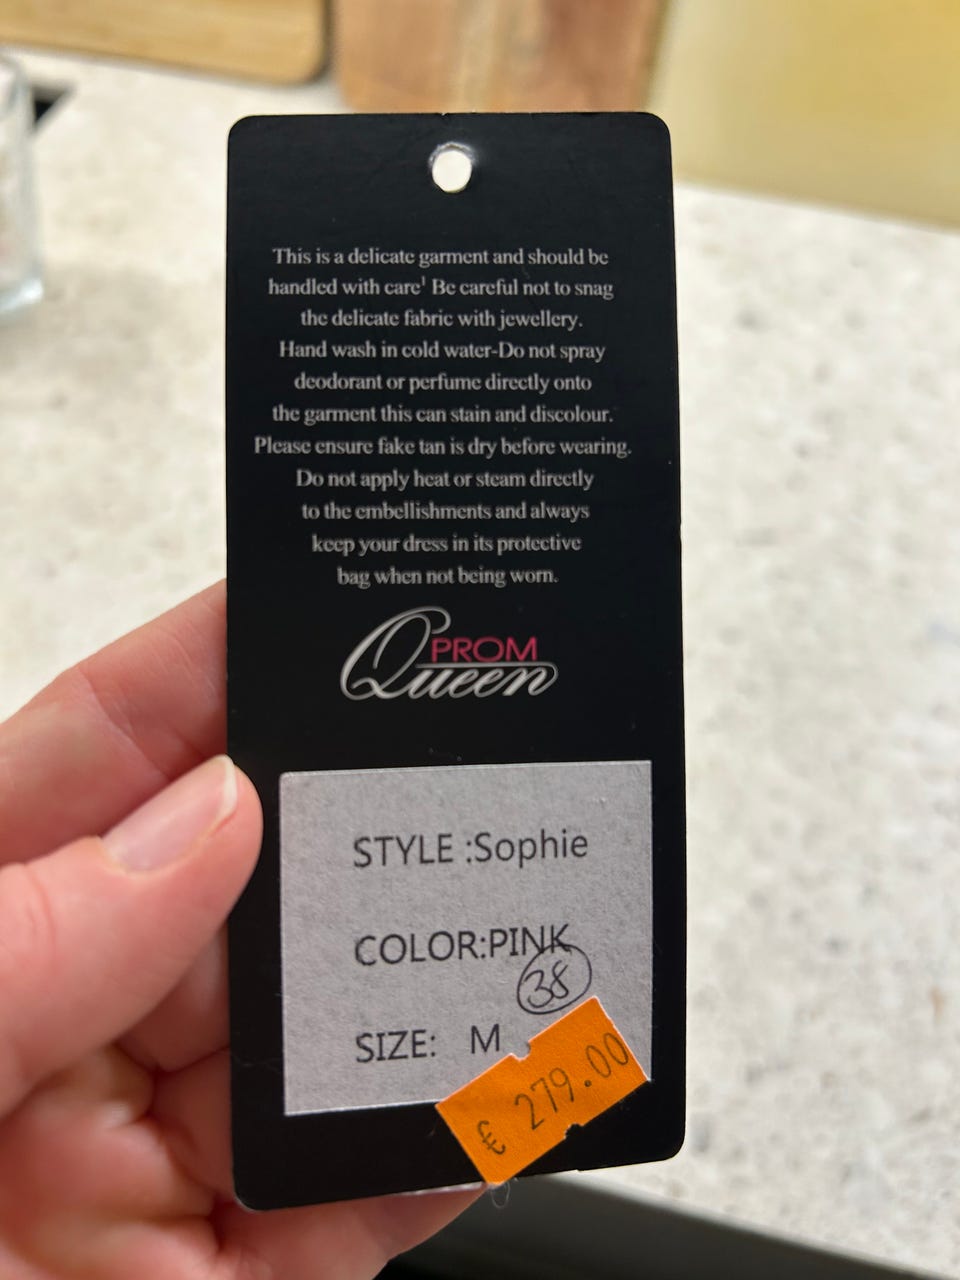 This is a delicate garment and should be
handled with care! Be careful not to snag
the delicate fabric with jewellery.
Hand wash in cold water-Do not spray
deodorant or perfume directly onto
the garment this can stain and discolour.
Please ensure fake tan is dry before wearing.
Do not apply heat or steam directly
to the embellishments and always
keep your dress in its protective
bag when not being worn.
PROM
Queen
STYLE :Sophie
COLOR:PINK
38
SIZE: M
€ 279.00